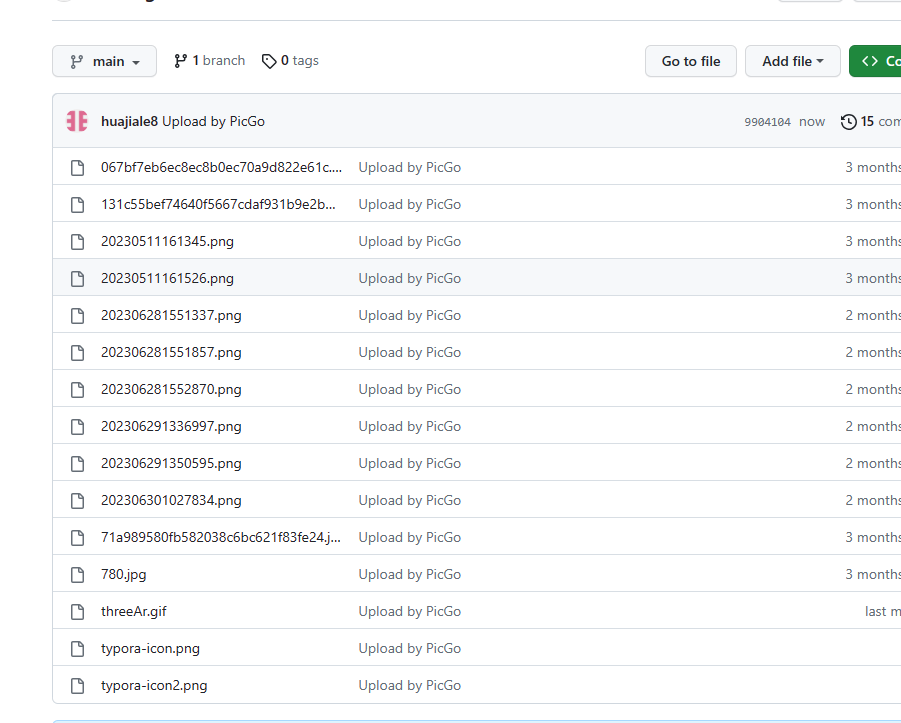 main 1 branch 0 tags Go to file Add file Co
huajiale8 Upload by PicGo 9904104 now 15 com
067bf7eb6ec8ec8b0ec70a9d822e61c.... Upload by PicGo 3 months
131c55bef74640f5667cdaf931b9e2b... Upload by PicGo 3 months
20230511161345.png Upload by PicGo 3 months
20230511161526.png Upload by PicGo 3 months
202306281551337.png Upload by PicGo 2 months
202306281551857.png Upload by PicGo 2 months
202306281552870.png Upload by PicGo 2 months
202306291336997.png Upload by PicGo 2 months
202306291350595.png Upload by PicGo 2 months
202306301027834.png Upload by PicGo 2 months
71a989580fb582038c6bc621f83fe24.j... Upload by PicGo 3 months
780.jpg Upload by PicGo 3 months
threeAr.gif Upload by PicGo last m
typora-icon.png Upload by PicGo
typora-icon2.png Upload by PicGo